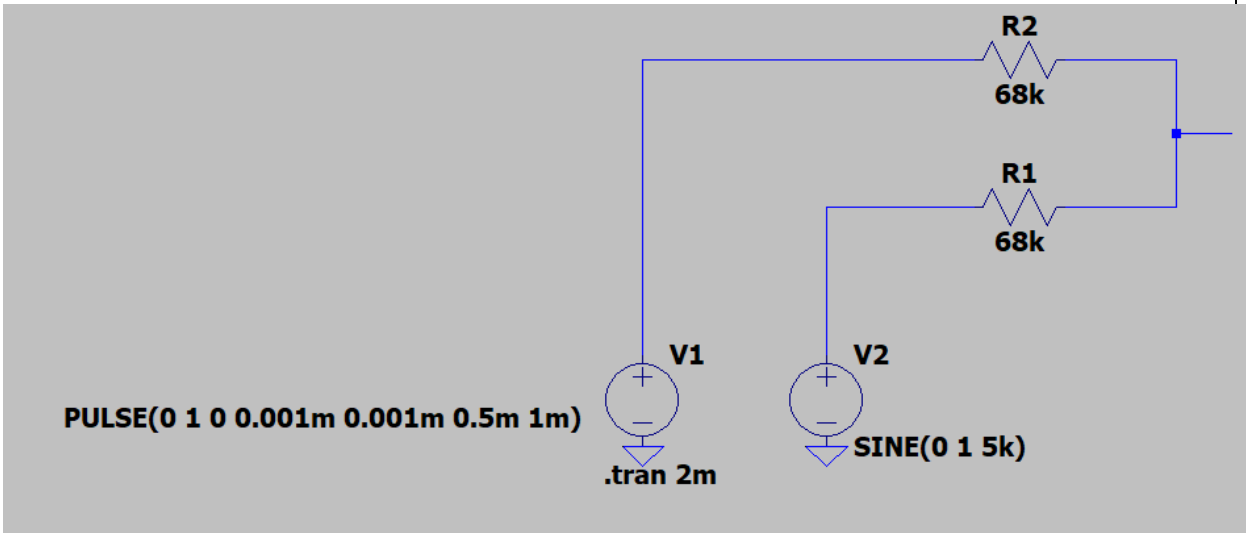 R2
68k
R1
68k
V1
V2
PULSE(0 1 0 0.001m 0.001m 0.5m 1m)
SINE(0 1 5k)
.tran 2m